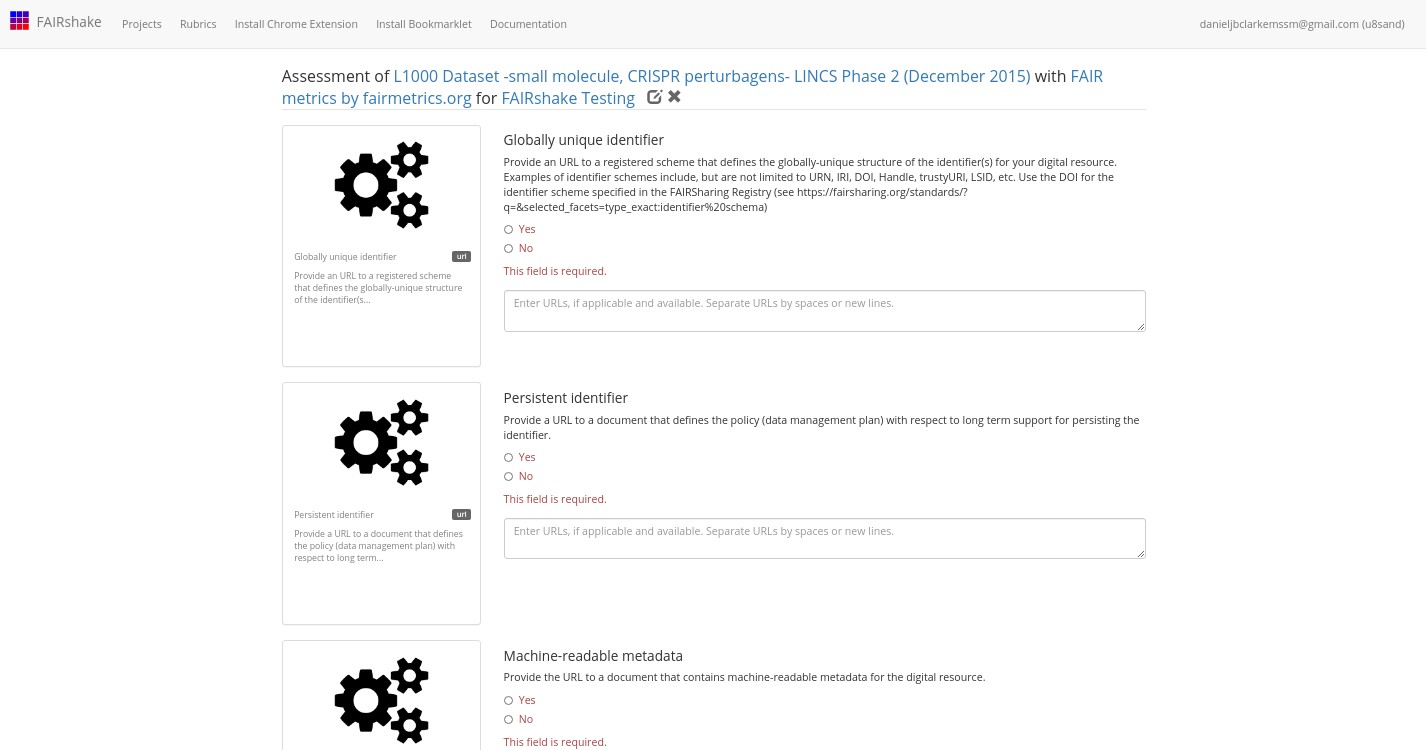 FAIRshake
Projects
Rubrics
Install Chrome Extension
Install Bookmarklet
Documentation
danieljbclarkemssm@gmail.com (u8sand)
Assessment of L1000 Dataset -small molecule, CRISPR perturbagens- LINCS Phase 2 (December 2015) with FAIR
metrics by fairmetrics.org for FAIRshake Testing
Globally unique identifier
url
Provide an URL to a registered scheme
that defines the globally-unique structure
of the identifier(s...
Globally unique identifier
Provide an URL to a registered scheme that defines the globally-unique structure of the identifier(s) for your digital resource.
Examples of identifier schemes include, but are not limited to URN, IRI, DOI, Handle, trustyURI, LSID, etc. Use the DOI for the
identifier scheme specified in the FAIRSharing Registry (see https://fairsharing.org/standards/?
q=&selected_facets=type_exact:identifier%20schema)
Yes
No
This field is required.
Enter URLs, if applicable and available. Separate URLs by spaces or new lines.
Persistent identifier
url
Provide a URL to a document that defines
the policy (data management plan) with
respect to long term...
Persistent identifier
Provide a URL to a document that defines the policy (data management plan) with respect to long term support for persisting the
identifier.
Yes
No
This field is required.
Enter URLs, if applicable and available. Separate URLs by spaces or new lines.
Machine-readable metadata
Provide the URL to a document that contains machine-readable metadata for the digital resource.
Yes
No
This field is required.